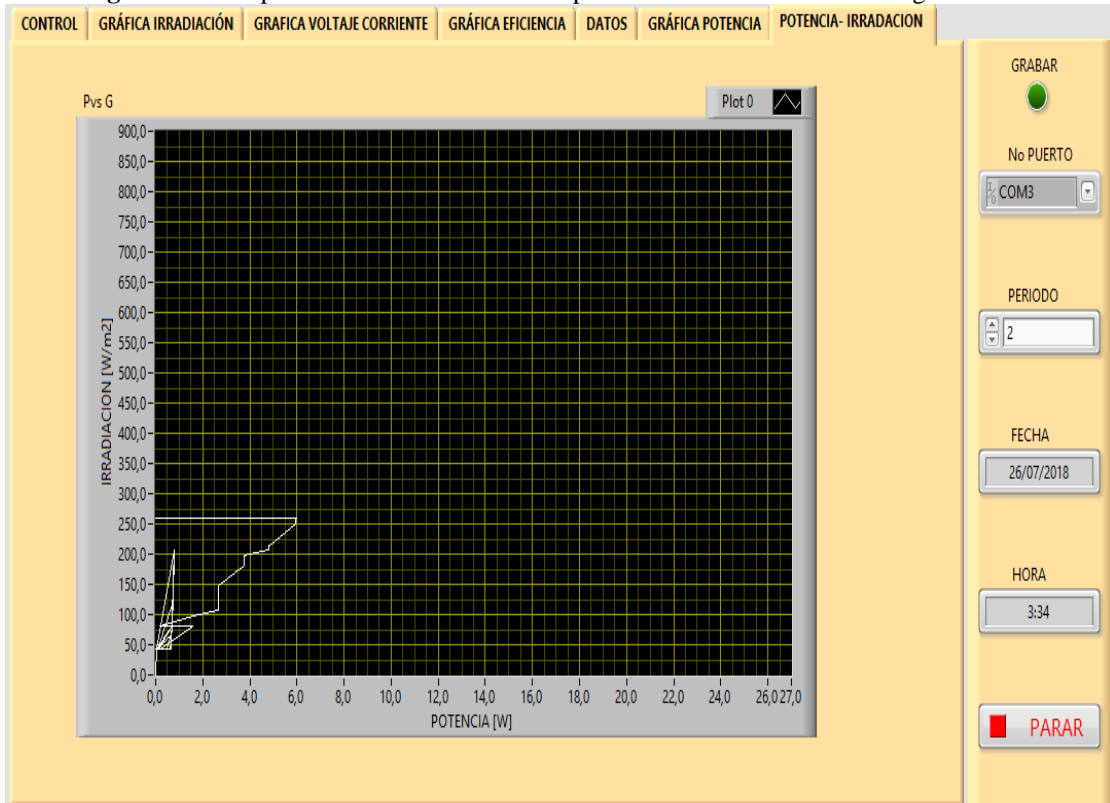 CONTROL
GRÁFICA IRRADIACIÓN
GRAFICA VOLTAJE CORRIENTE
GRÁFICA EFICIENCIA
DATOS
GRÁFICA POTENCIA
POTENCIA- IRRADACION
Pvs G
Plot 0
900,0
850,0
800,0
750,0
700,0
650,0
600,0
550,0
500,0
450,0
400,0
350,0
300,0
250,0
200,0
150,0
100,0
50,0
0,0
IRRADIACION [W/m2]
0,0
2,0
4,0
6,0
8,0
10,0
12,0
14,0
16,0
18,0
20,0
22,0
24,0
26,0
27,0
POTENCIA [W]
GRABAR
No PUERTO
COM3
PERIODO
2
FECHA
26/07/2018
HORA
3:34
PARAR